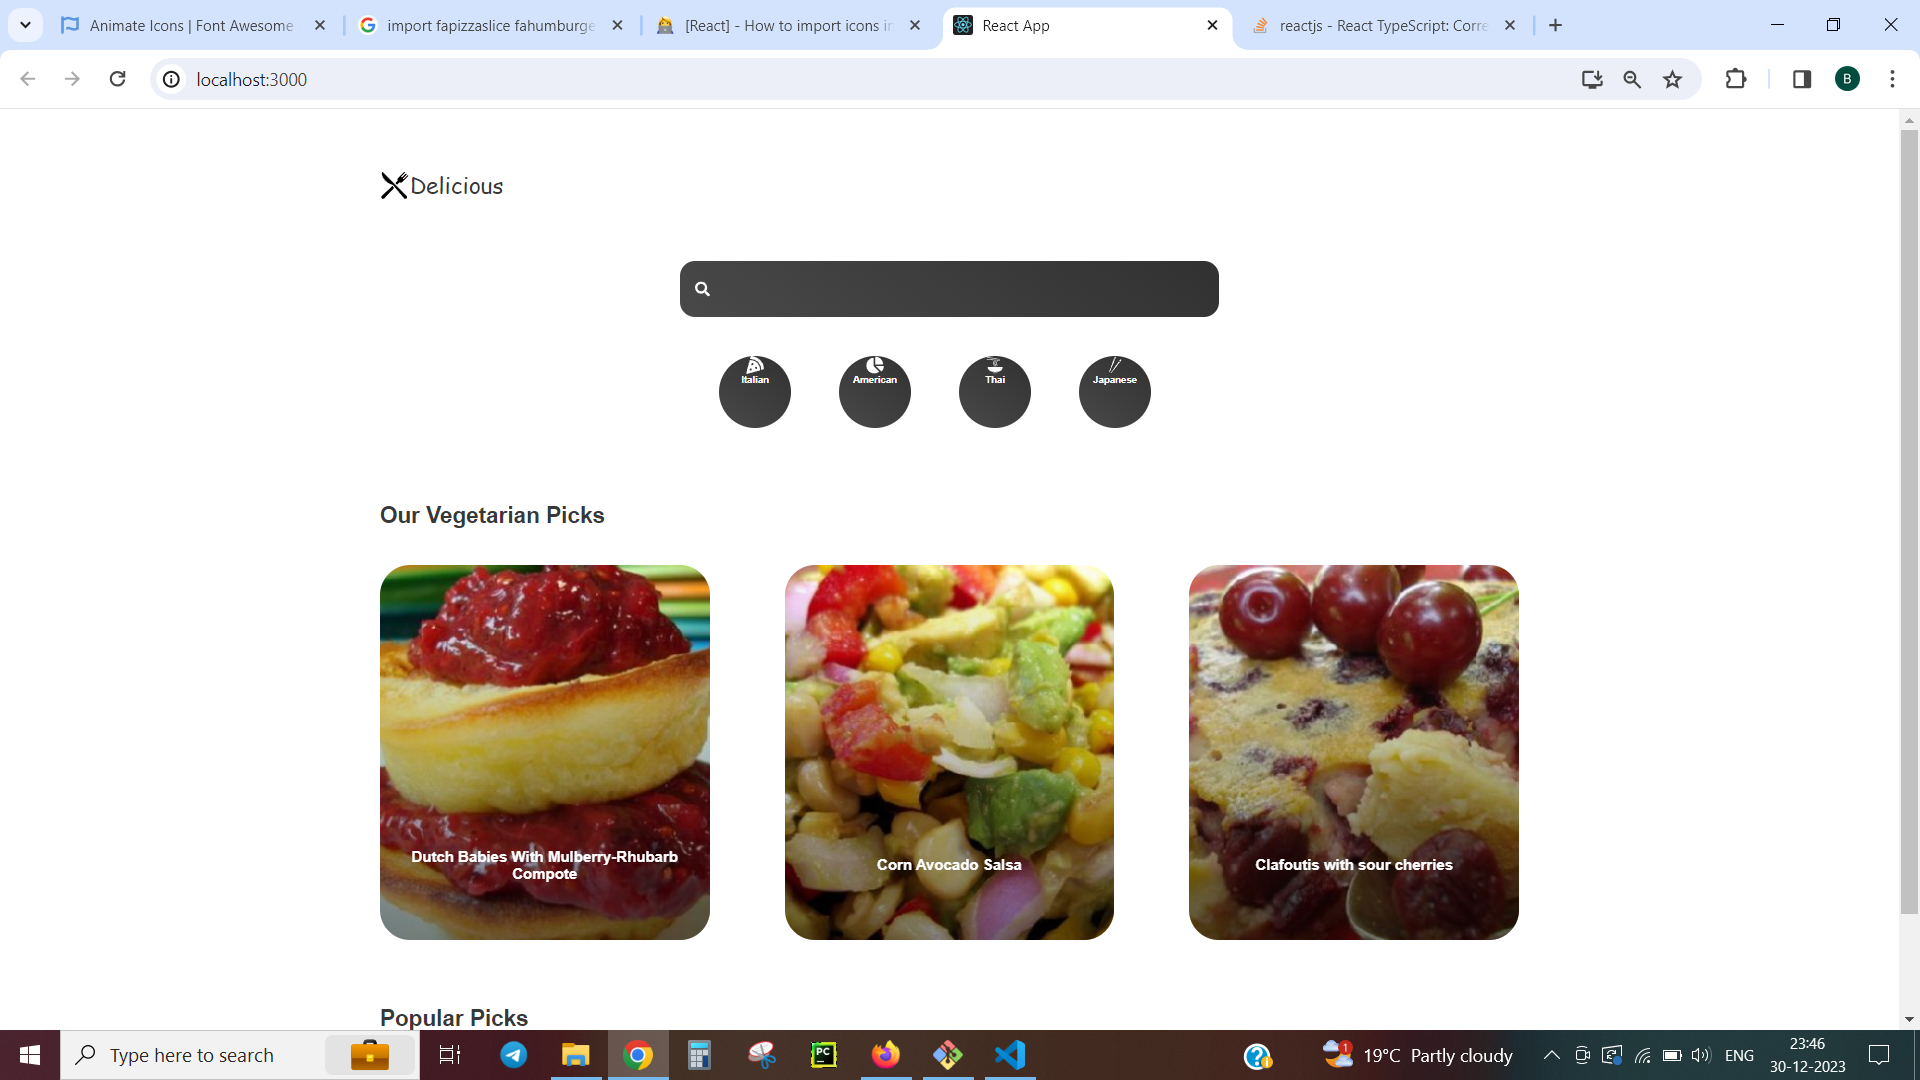 Animate Icons | Font Awesome
import fapizzaslice fahumburge
[React] - How to import icons in
React App
reactjs - React TypeScript: Corre
localhost:3000
B
Delicious
Italian
American
Thai
Japanese
Our Vegetarian Picks
Dutch Babies With Mulberry-Rhubarb
Compote
Corn Avocado Salsa
Clafoutis with sour cherries
Popular Picks
Type here to search
PC
1
19°C Partly cloudy
ENG
23:46
30-12-2023